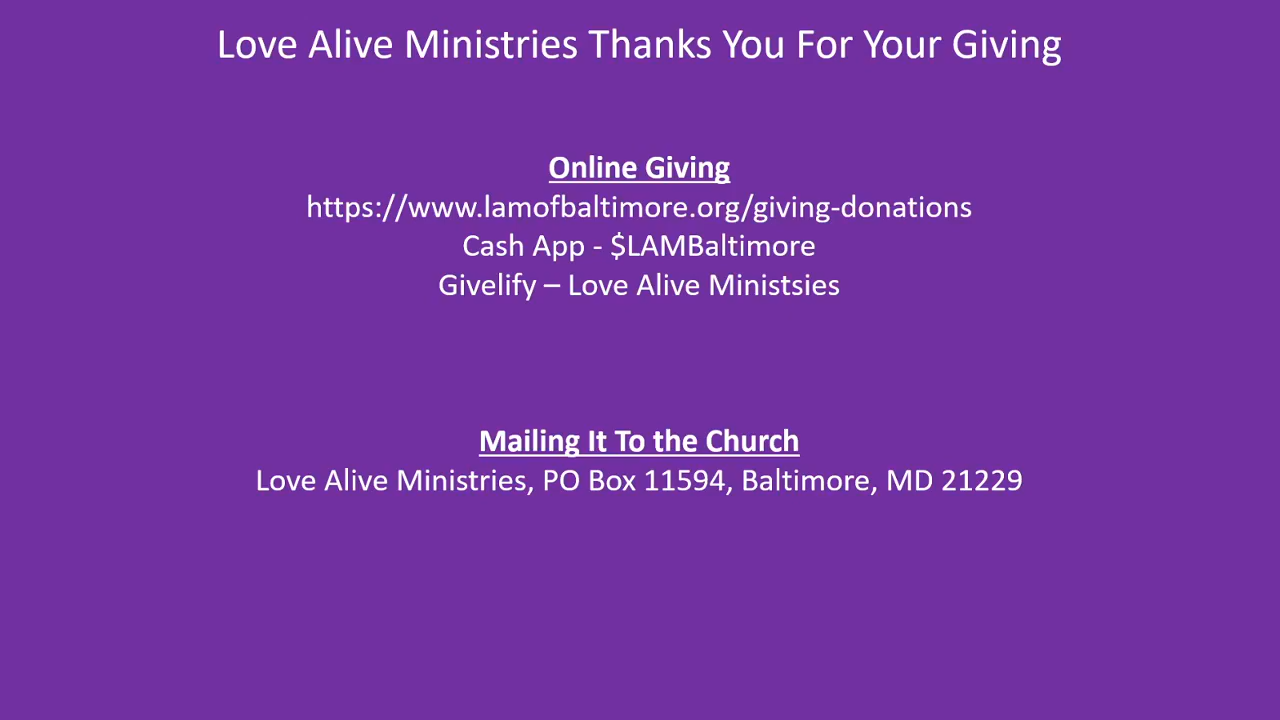 Love Alive Ministries Thanks You For Your Giving
Online Giving
https://www.lamofbaltimore.org/giving-donations
Cash App - $LAMBaltimore
Givelify – Love Alive Ministsies
Mailing It To the Church
Love Alive Ministries, PO Box 11594, Baltimore, MD 21229